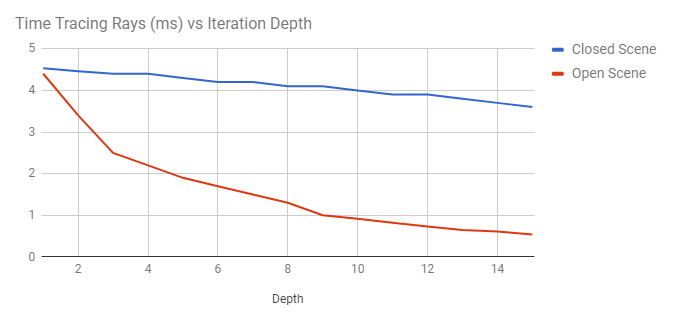 Time Tracing Rays (ms) vs Iteration Depth
Closed Scene
Open Scene
5
4
3
2
1
0
2 4 6 8 10 12 14
Depth